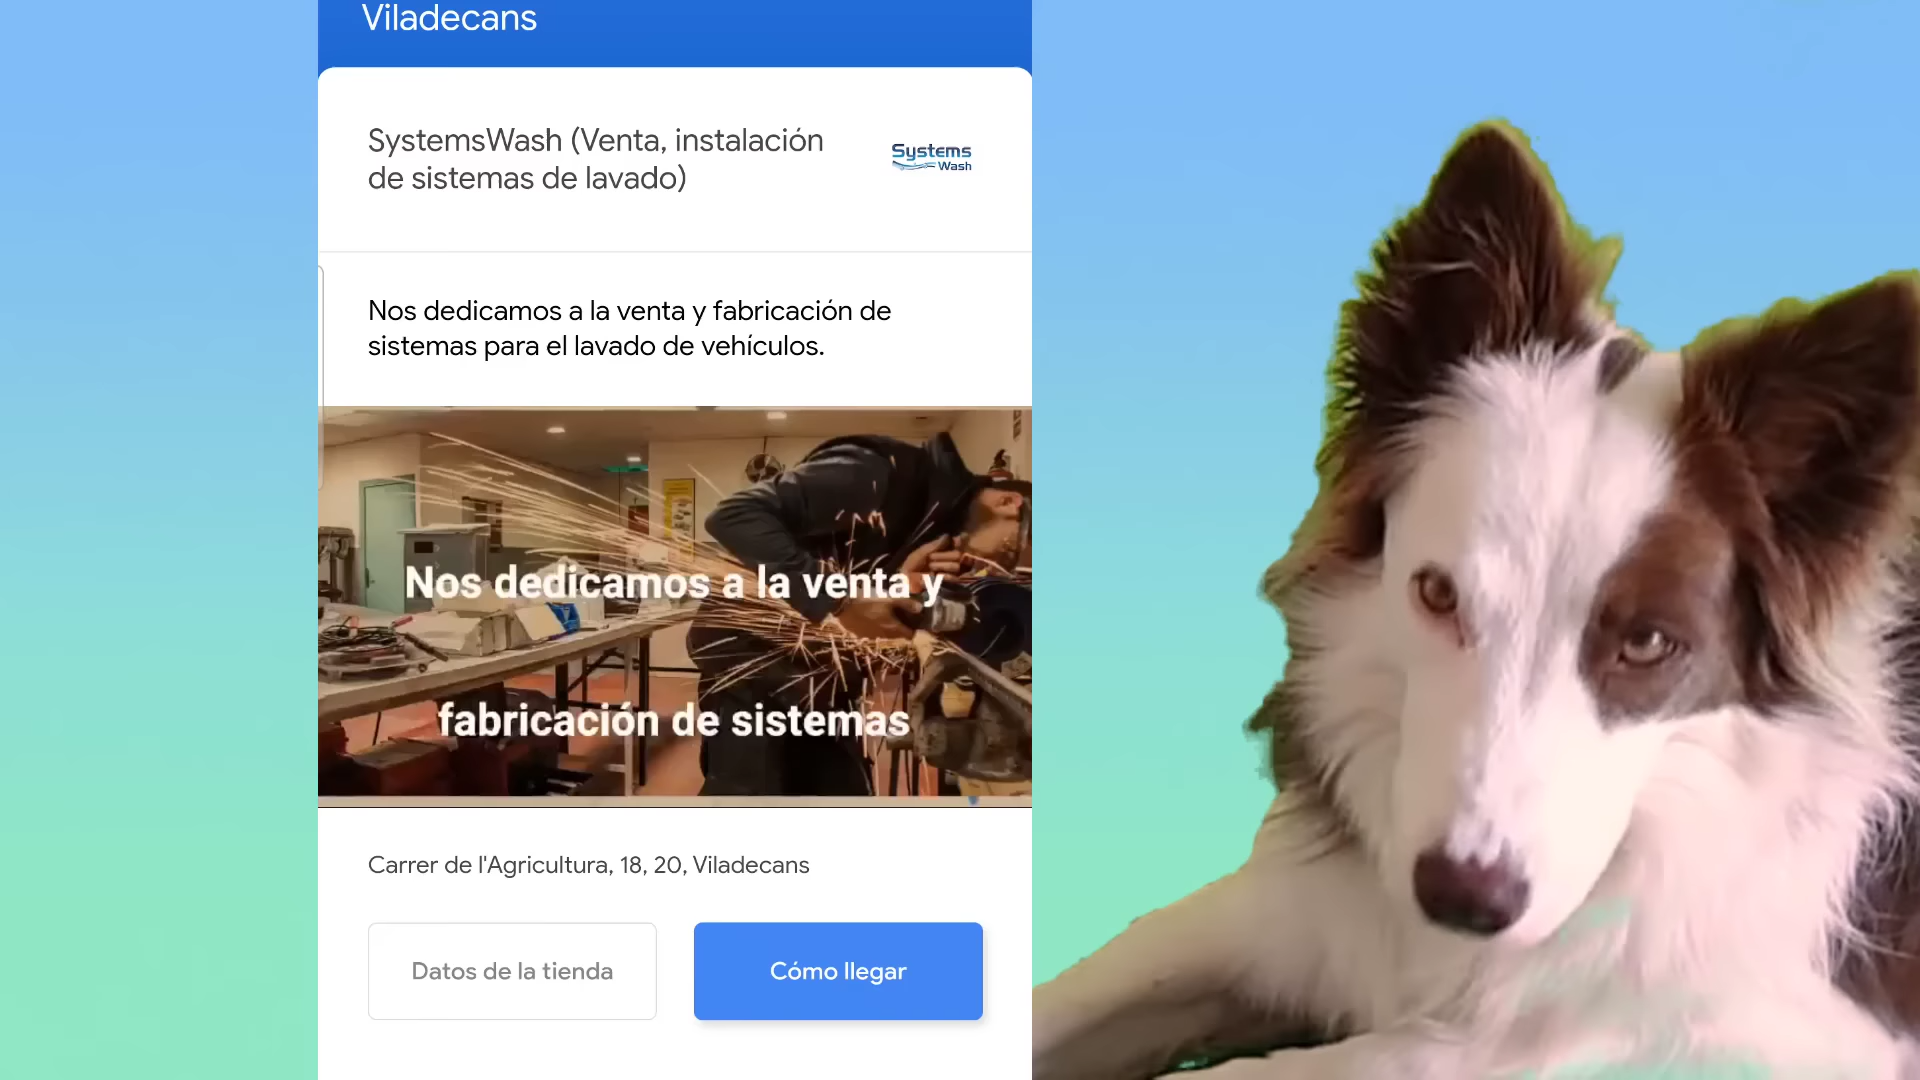 Viladecans
SystemsWash (Venta, instalación
de sistemas de lavado)
Systems
Wash
Nos dedicamos a la venta y fabricación de
sistemas para el lavado de vehículos.
Nos dedicamos a la venta y
fabricación de sistemas
Carrer de l'Agricultura, 18, 20, Viladecans
Datos de la tienda
Cómo llegar